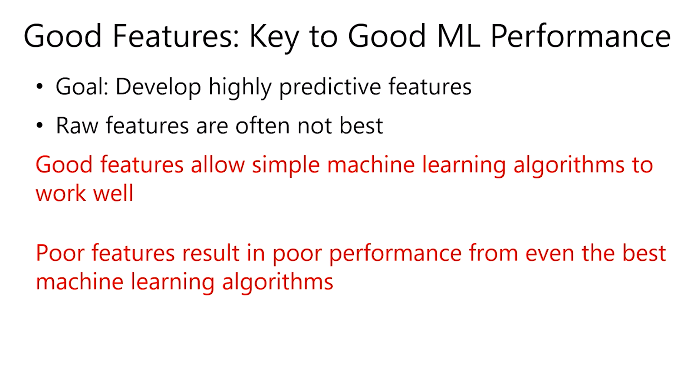 Good Features: Key to Good ML Performance
• Goal: Develop highly predictive features
• Raw features are often not best
Good features allow simple machine learning algorithms to
work well
Poor features result in poor performance from even the best
machine learning algorithms